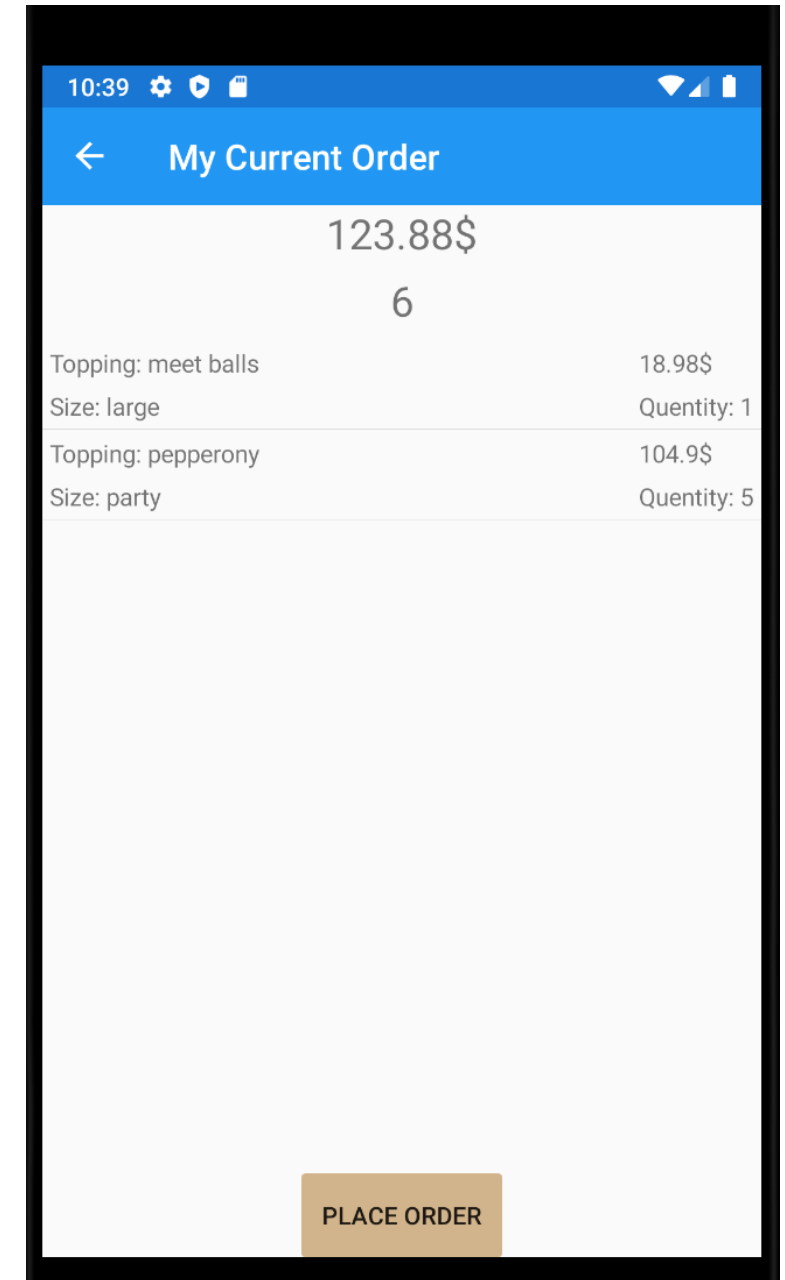 10:39
My Current Order
123.88$
6
Topping: meet balls 18.98$
Size: large Quentity: 1
Topping: pepperony 104.9$
Size: party Quentity: 5
PLACE ORDER